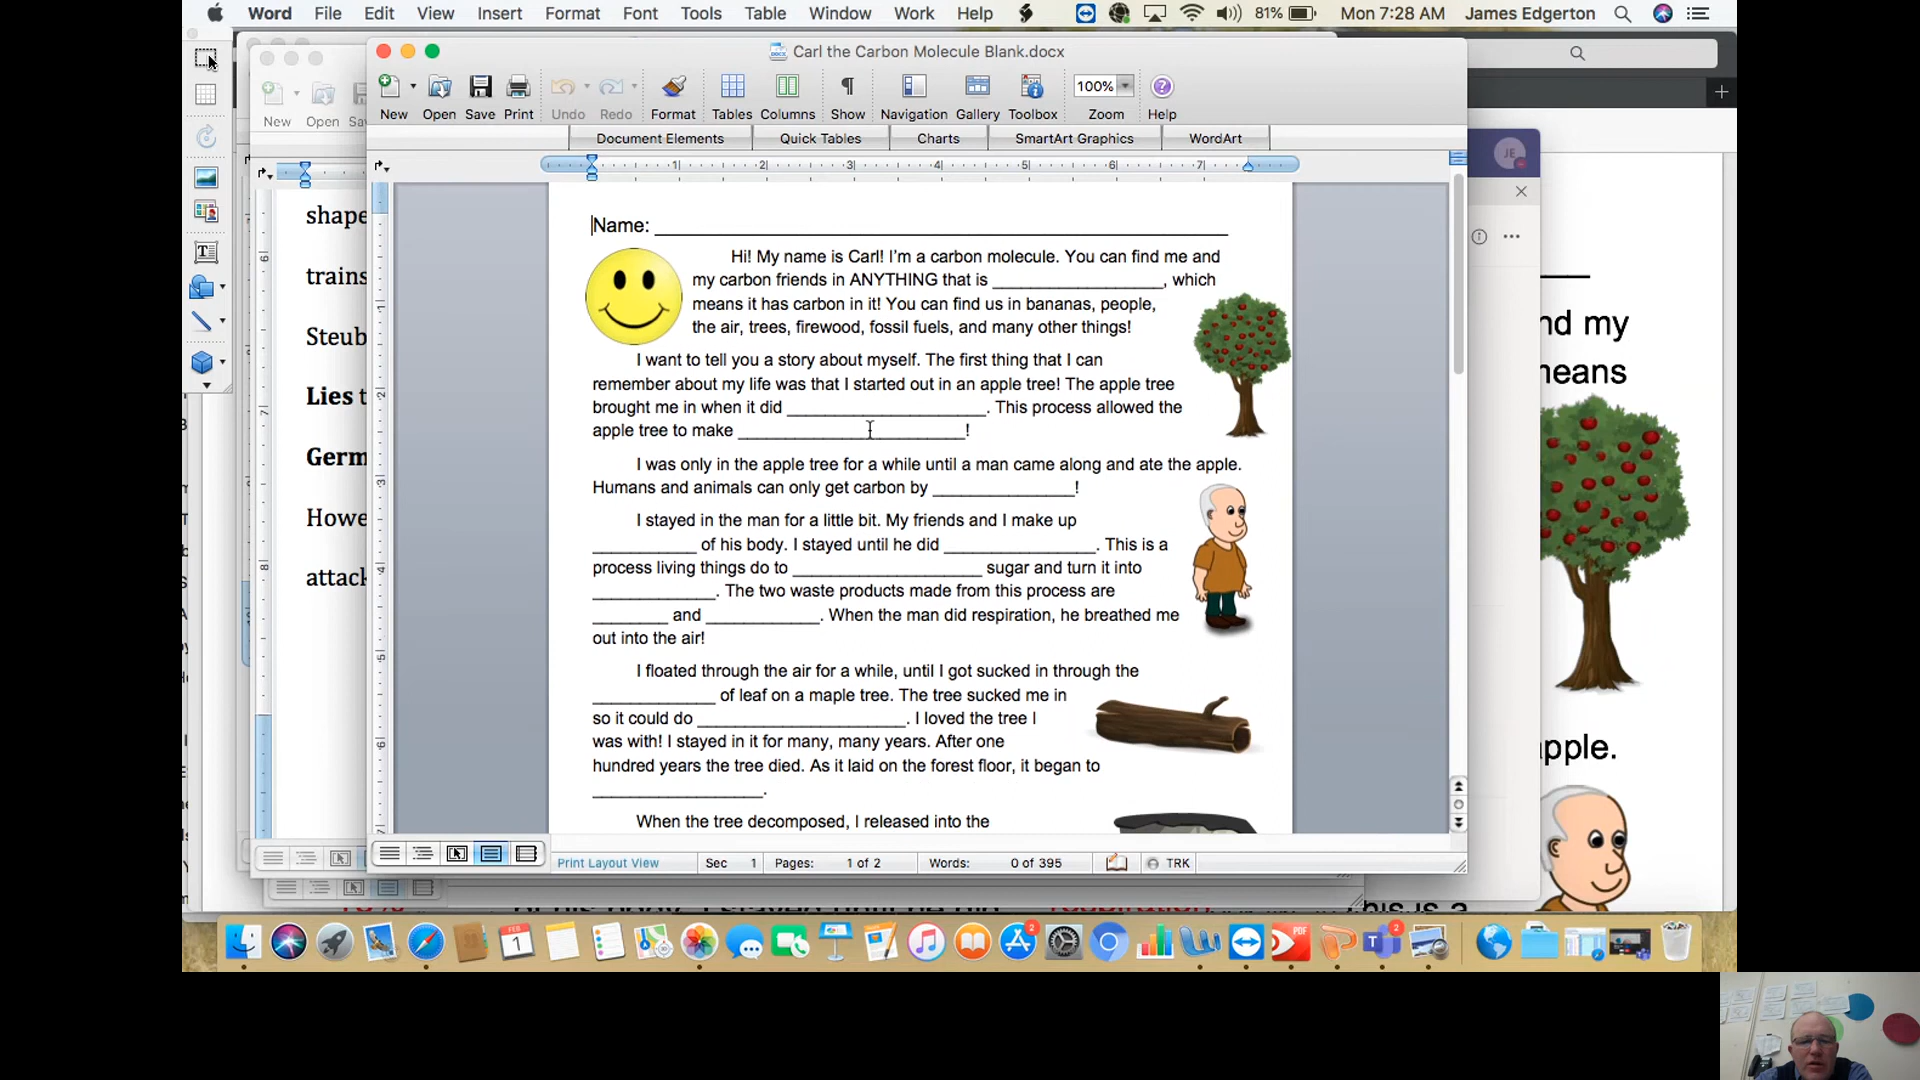 Word File Edit View Insert Format Font Tools Table Window Work Help 81% Mon 7:28 AM James Edgerton
Carl the Carbon Molecule Blank.docx
New Open Save Print Undo Redo Format Tables Columns Show Navigation Gallery Toolbox 100% Zoom Help
New Open
Document Elements Quick Tables Charts SmartArt Graphics WordArt
JE
shape
trains
Steub
Lies t
Germ
Howe
attack
Name: ____________________
Hi! My name is Carl! I'm a carbon molecule. You can find me and
my carbon friends in ANYTHING that is __________________, which
means it has carbon in it! You can find us in bananas, people,
the air, trees, firewood, fossil fuels, and many other things!
I want to tell you a story about myself. The first thing that I can
remember about my life was that I started out in an apple tree! The apple tree
brought me in when it did _____________________. This process allowed the
apple tree to make ________________________!
I was only in the apple tree for a while until a man came along and ate the apple.
Humans and animals can only get carbon by _______________!
I stayed in the man for a little bit. My friends and I make up
___________ of his body. I stayed until he did ________________. This is a
process living things do to ____________________ sugar and turn it into
_____________. The two waste products made from this process are
________ and ____________. When the man did respiration, he breathed me
out into the air!
I floated through the air for a while, until I got sucked in through the
_____________ of leaf on a maple tree. The tree sucked me in
so it could do ______________________. I loved the tree I
was with! I stayed in it for many, many years. After one
hundred years the tree died. As it laid on the forest floor, it began to
__________________.
When the tree decomposed, I released into the
nd my
means
apple.
Print Layout View Sec 1 Pages: 1 of 2 Words: 0 of 395 TRK
FEB
1
PDF
2
2